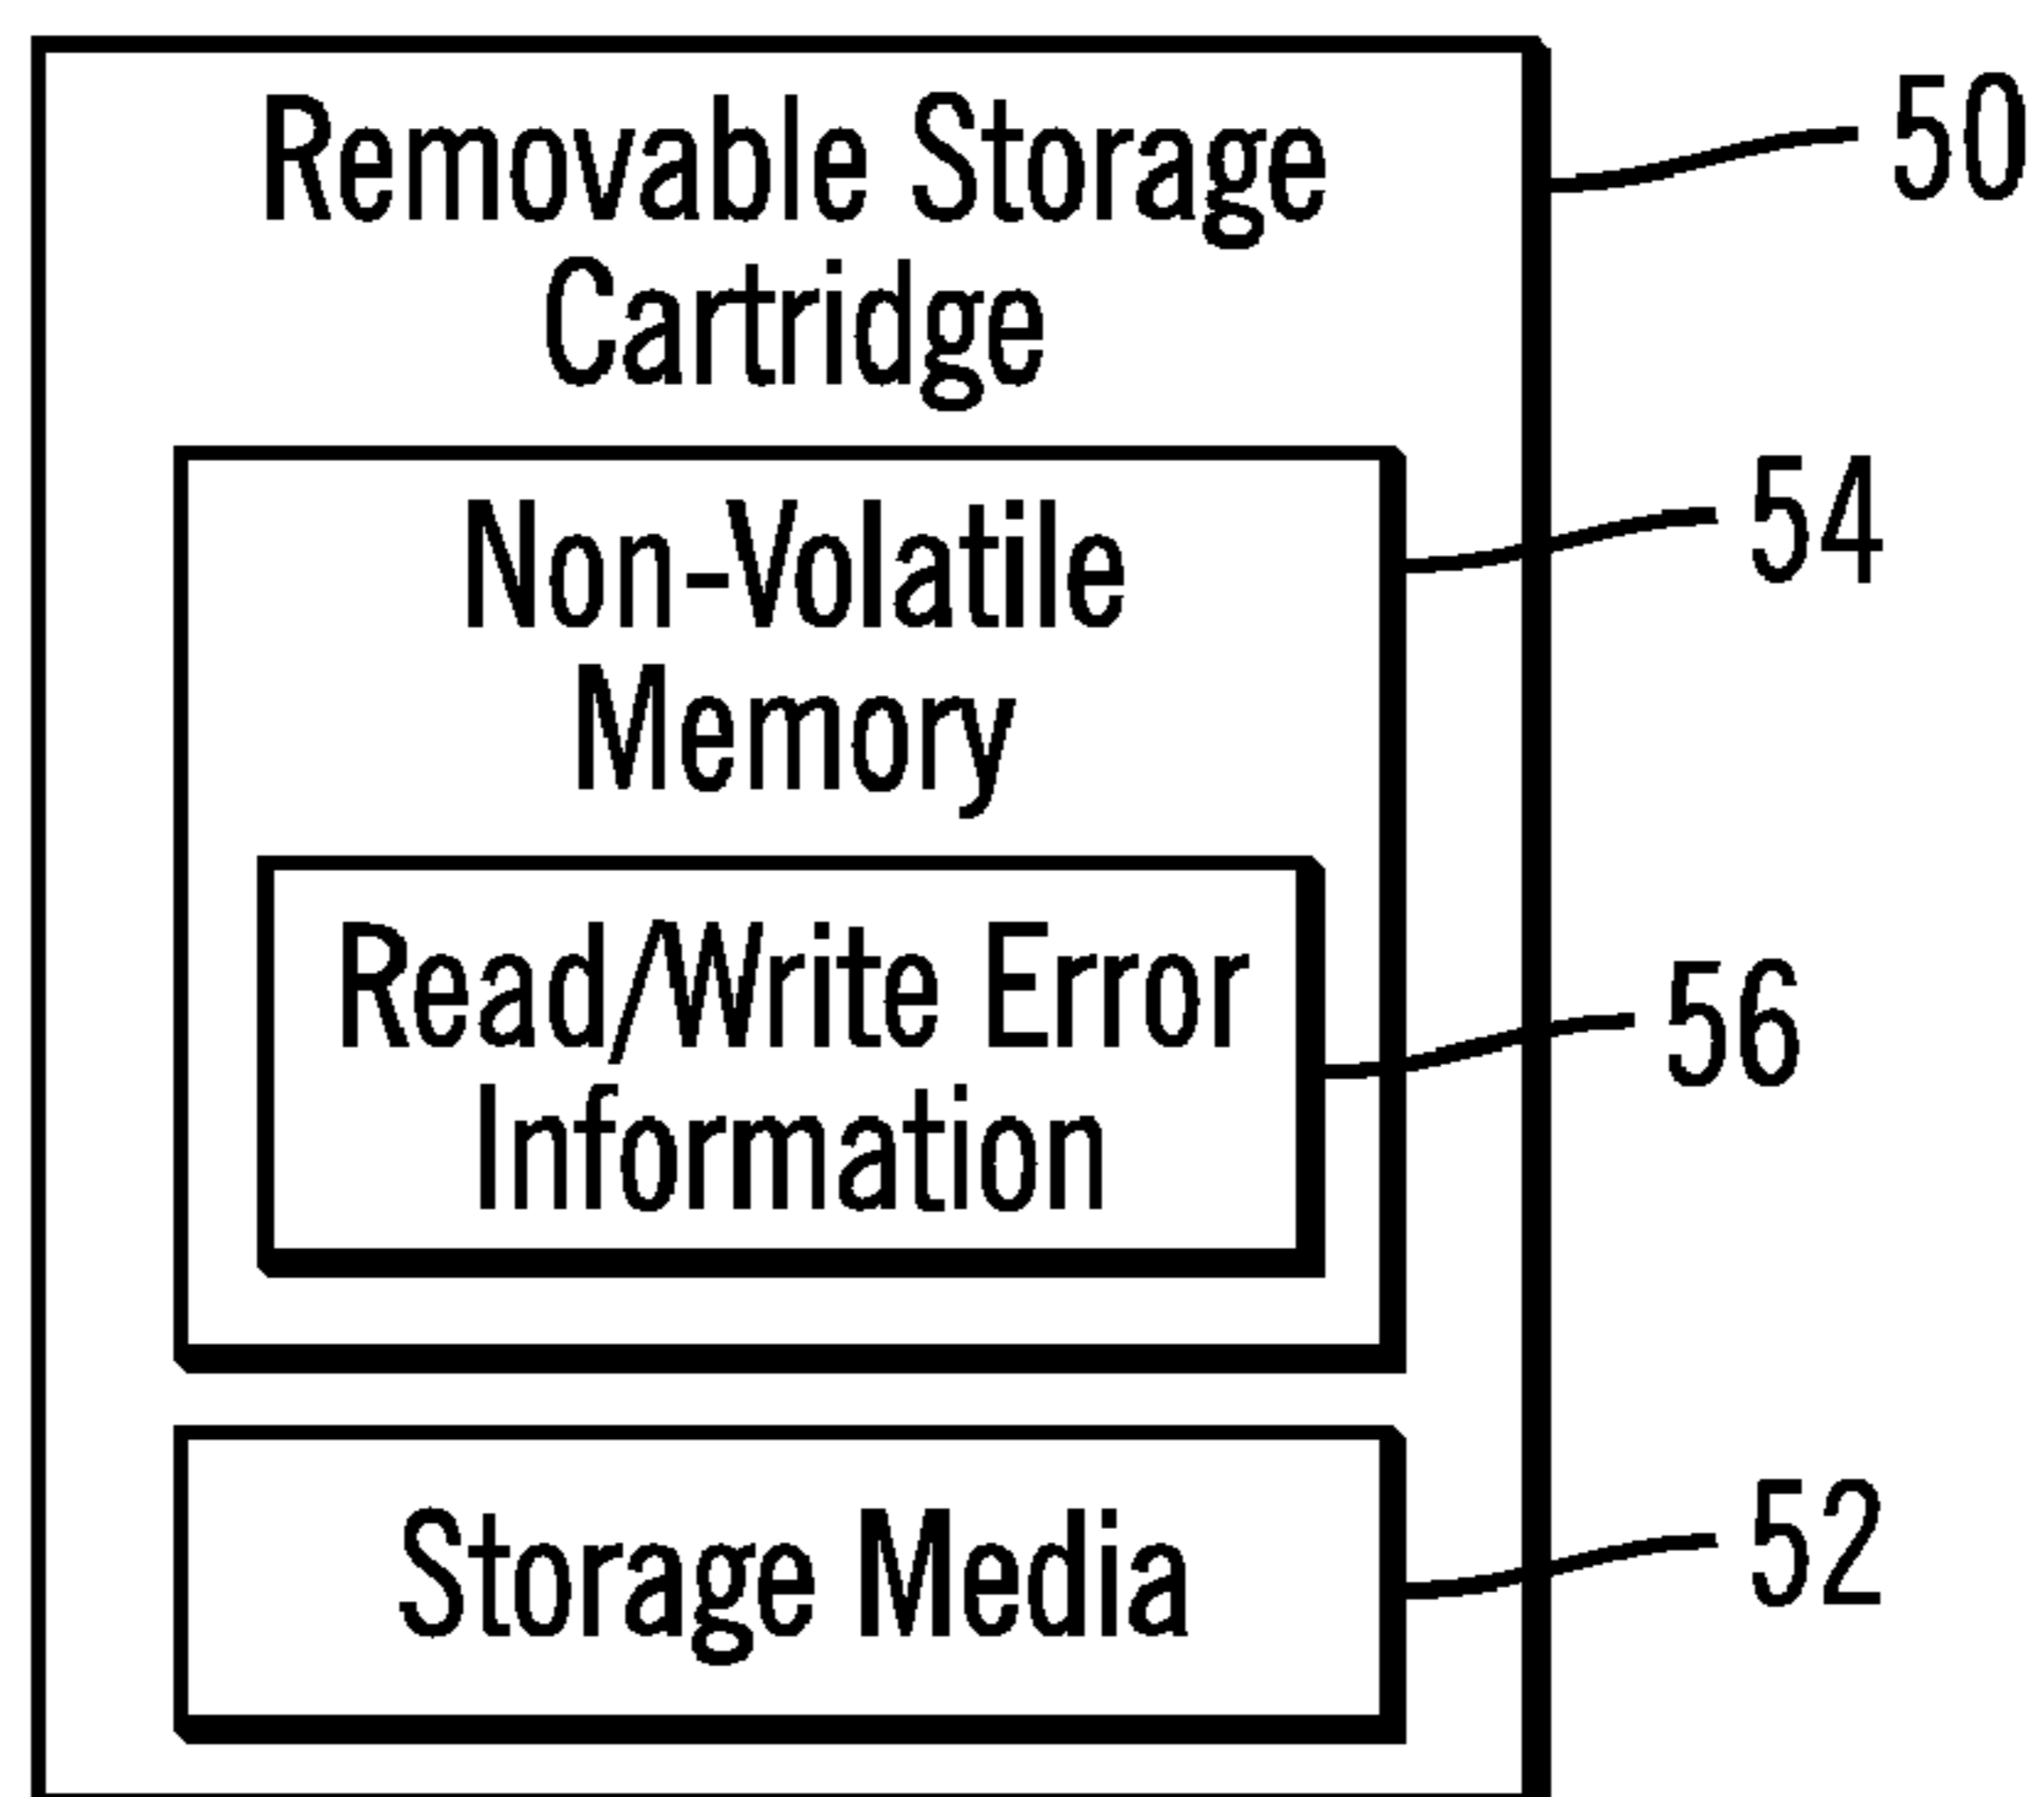 Removable Storage
Cartridge
50
Non-Volatile
Memory
54
Read/Write Error
Information
56
Storage Media
52